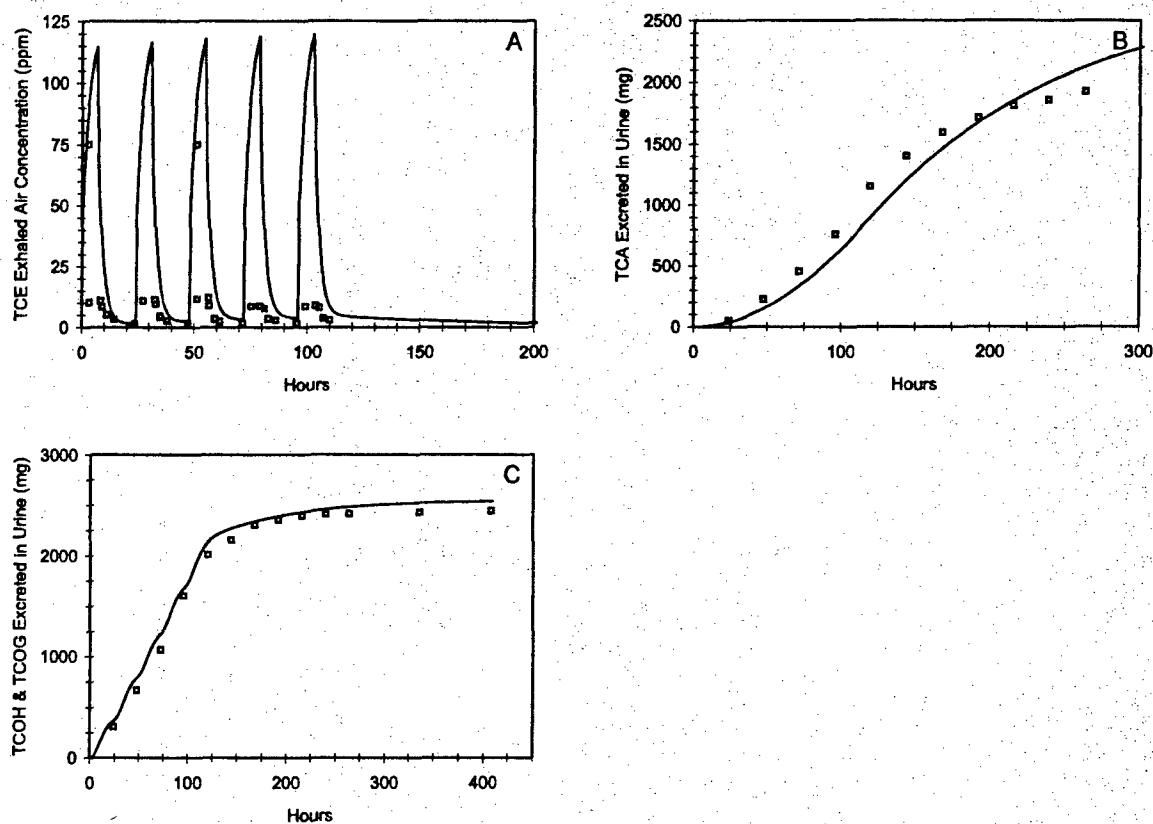 A
TCE Exhaled Air Concentration (ppm)
125
100
75
50
25
0
0 50 100 150 200
Hours
B
TCA Excreted in Urine (mg)
2500
2000
1500
1000
500
0
0 100 200 300
Hours
C
TCOH & TCOG Excreted in Urine (mg)
3000
2000
1000
0
0 100 200 300 400
Hours